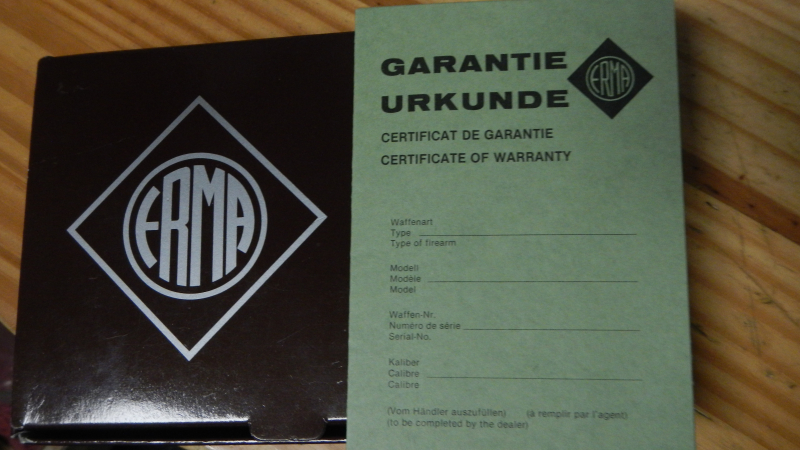 ERMA
GARANTIE
URKUNDE
ERMA
CERTIFICAT DE GARANTIE
CERTIFICATE OF WARRANTY
Waffenart
Type
Type of firearm
Modell
Modèle
Model
Waffen-Nr.
Numéro de série
Serial-No.
Kaliber
Calibre
Calibre
(Vom Händler auszufüllen) (à remplir par l'agent)
(to be completed by the dealer)